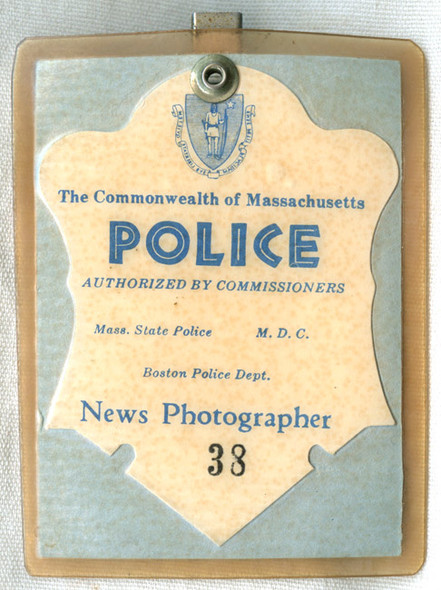 The Commonwealth of Massachusetts
POLICE
AUTHORIZED BY COMMISSIONERS
Mass. State Police M. D. C.
Boston Police Dept.
News Photographer
38